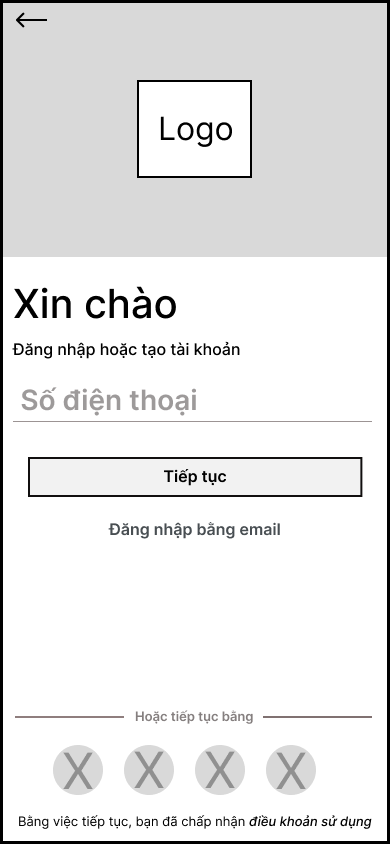 Logo
Xin chào
Đăng nhập hoặc tạo tài khoản
Số điện thoại
Tiếp tục
Đăng nhập bằng email
Hoặc tiếp tục bằng
X X X X
Bằng việc tiếp tục, bạn đã chấp nhận điều khoản sử dụng